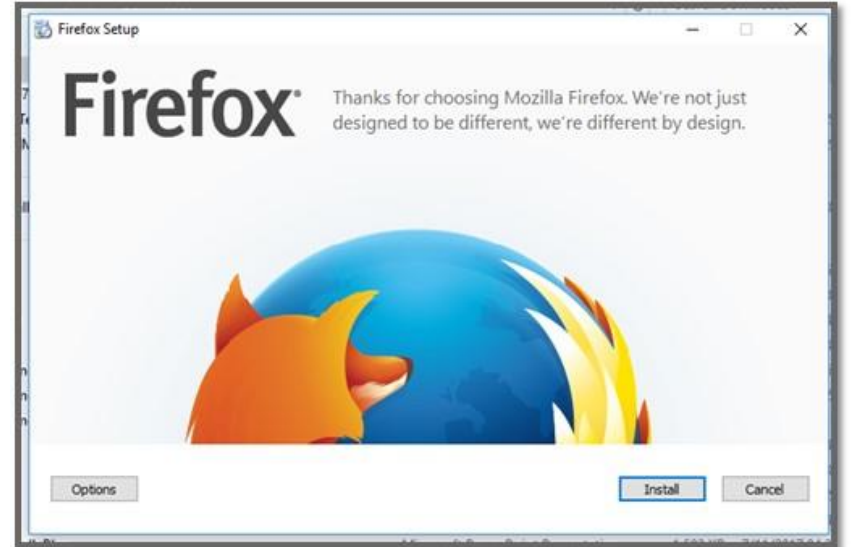 Firefox Setup
Firefox
Thanks for choosing Mozilla Firefox. We're not just
designed to be different, we're different by design.
Options
Install
Cancel